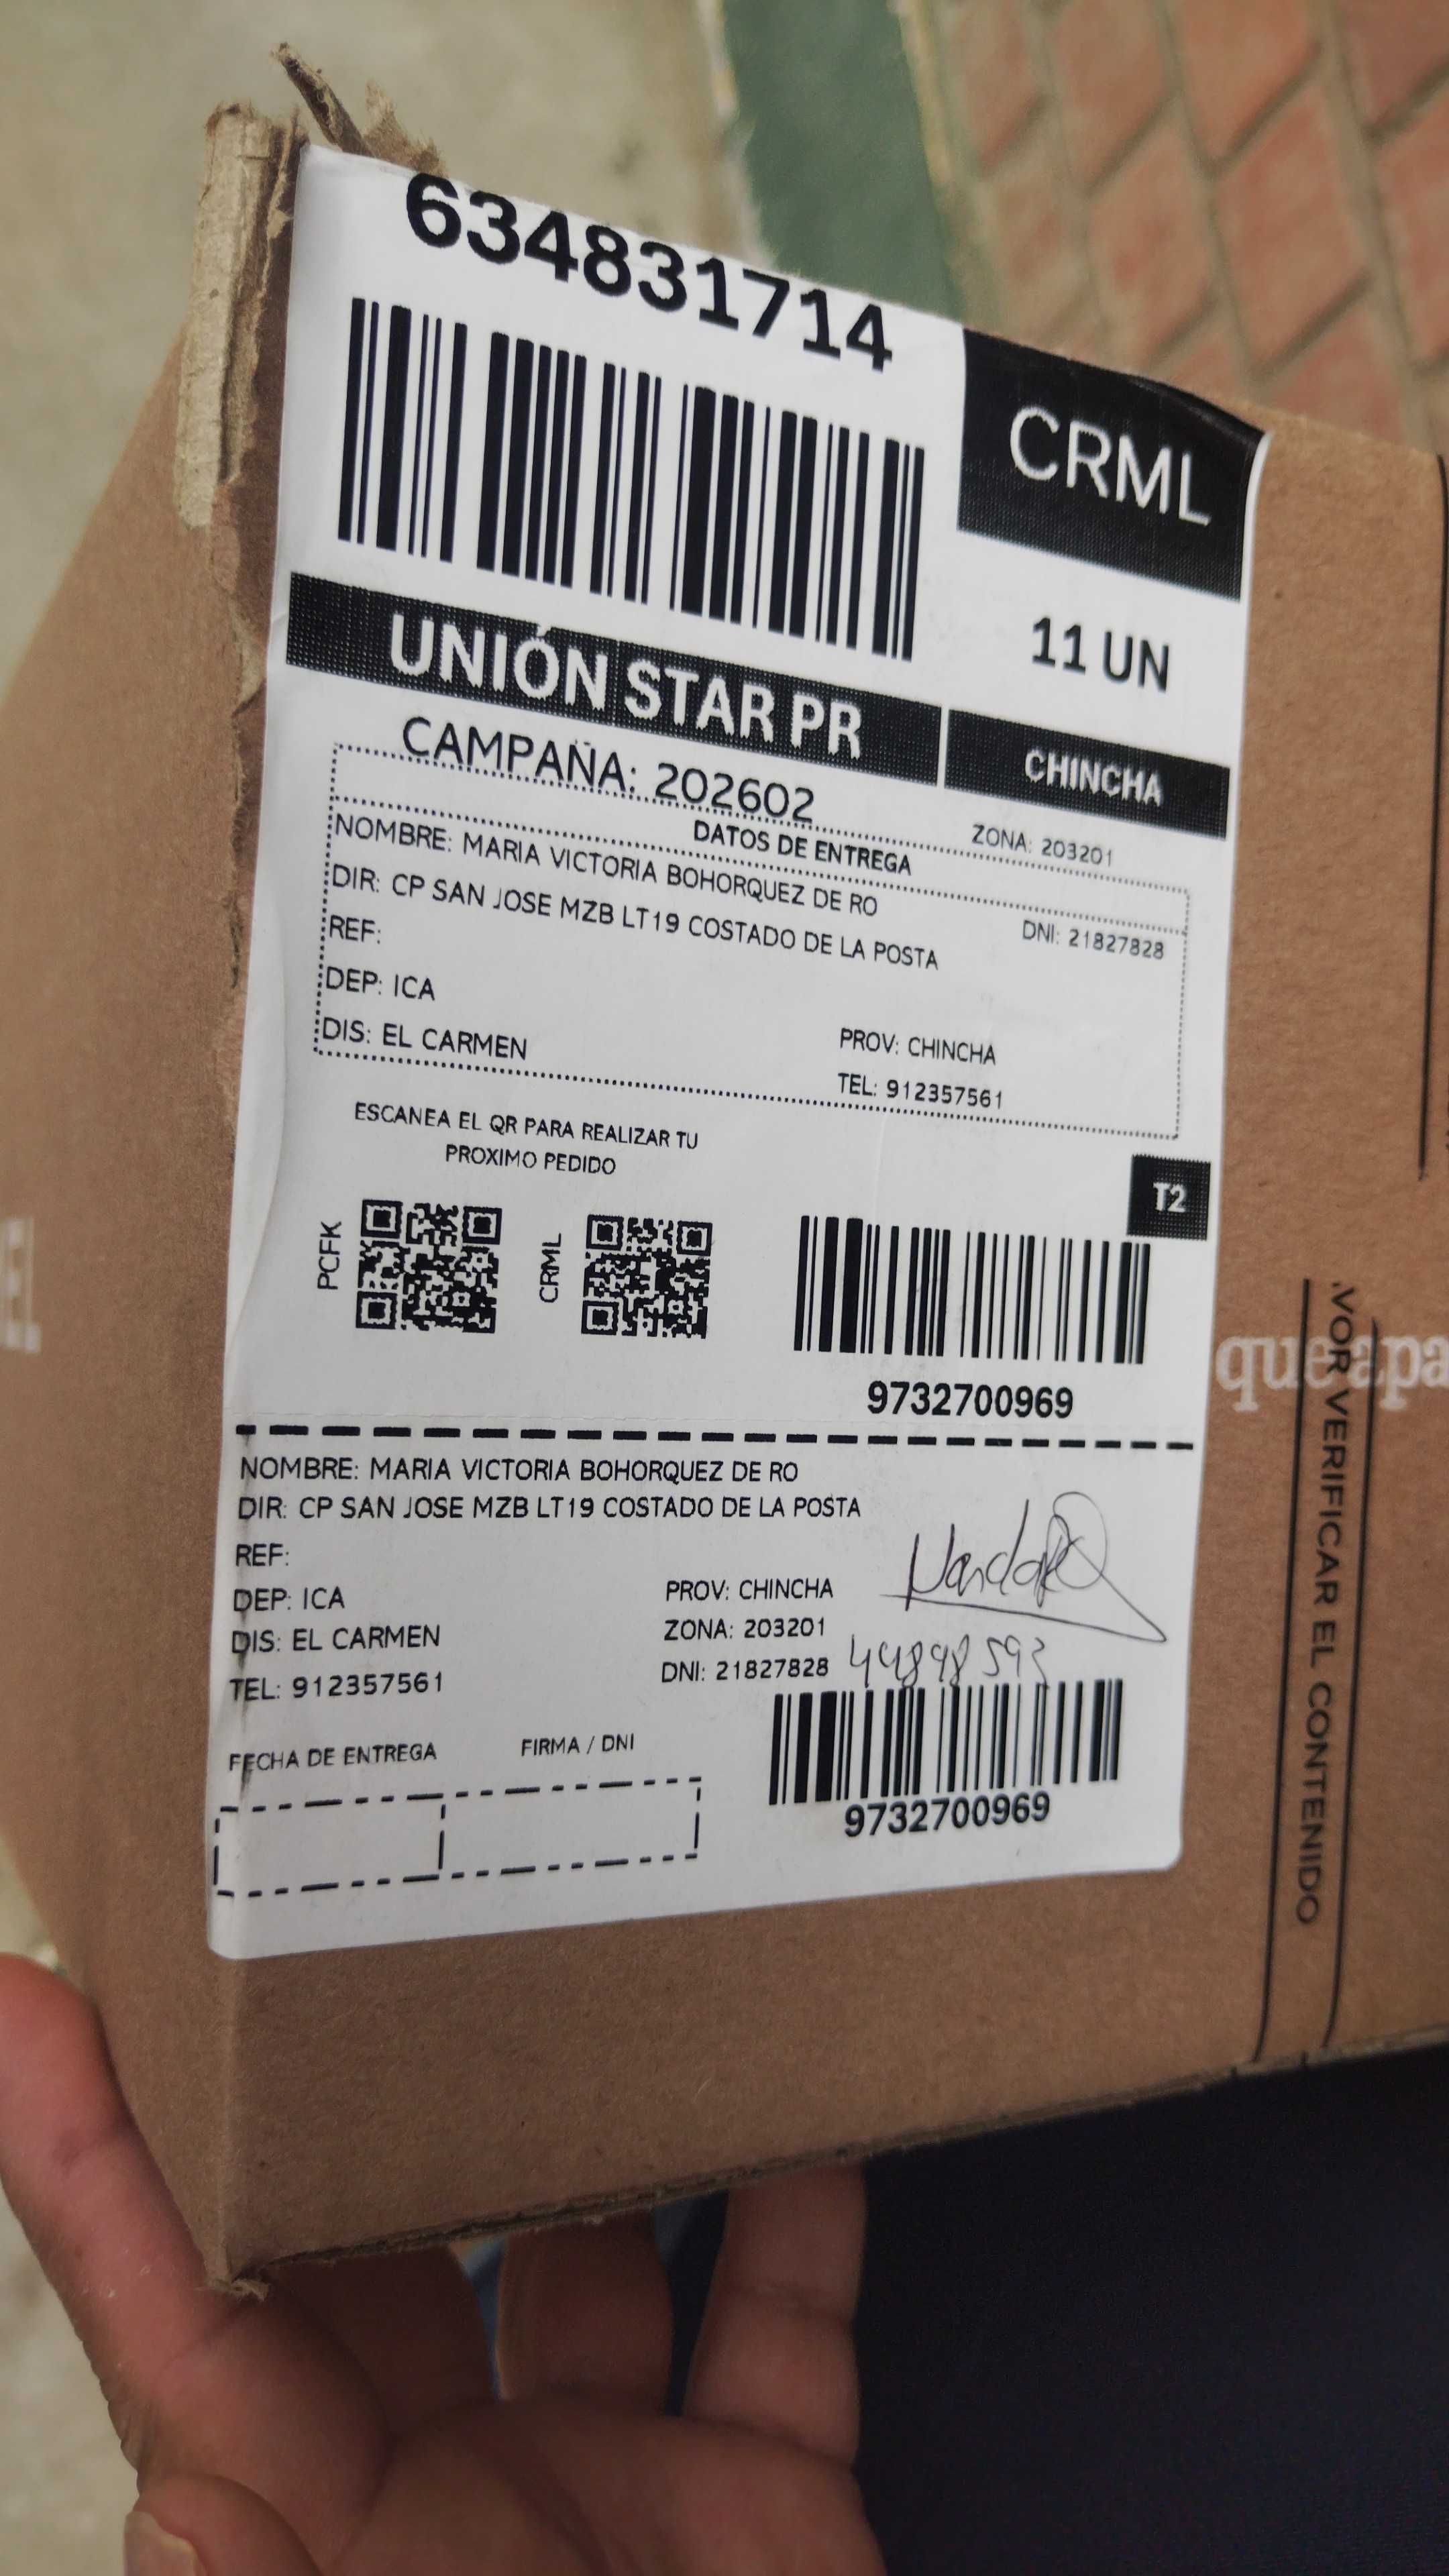 634831714
CRML
11 UN
UNIÓN STAR PR
CHINCHA
CAMPAÑA: 202602
ZONA: 203201
DATOS DE ENTREGA
NOMBRE: MARIA VICTORIA BOHORQUEZ DE RO
DNI: 21827828
DIR: CP SAN JOSE MZB LT19 COSTADO DE LA POSTA
REF:
DEP: ICA
PROV: CHINCHA
DIS: EL CARMEN
TEL: 912357561
ESCANEA EL QR PARA REALIZAR TU
PROXIMO PEDIDO
T2
PCFK
CRML
9732700969
NOMBRE: MARIA VICTORIA BOHORQUEZ DE RO
DIR: CP SAN JOSE MZB LT19 COSTADO DE LA POSTA
REF:
DEP: ICA
PROV: CHINCHA
DIS: EL CARMEN
ZONA: 203201
TEL: 912357561
DNI: 21827828
44898593
FECHA DE ENTREGA
FIRMA / DNI
9732700969
VOR VERIFICAR EL CONTENIDO
que apa